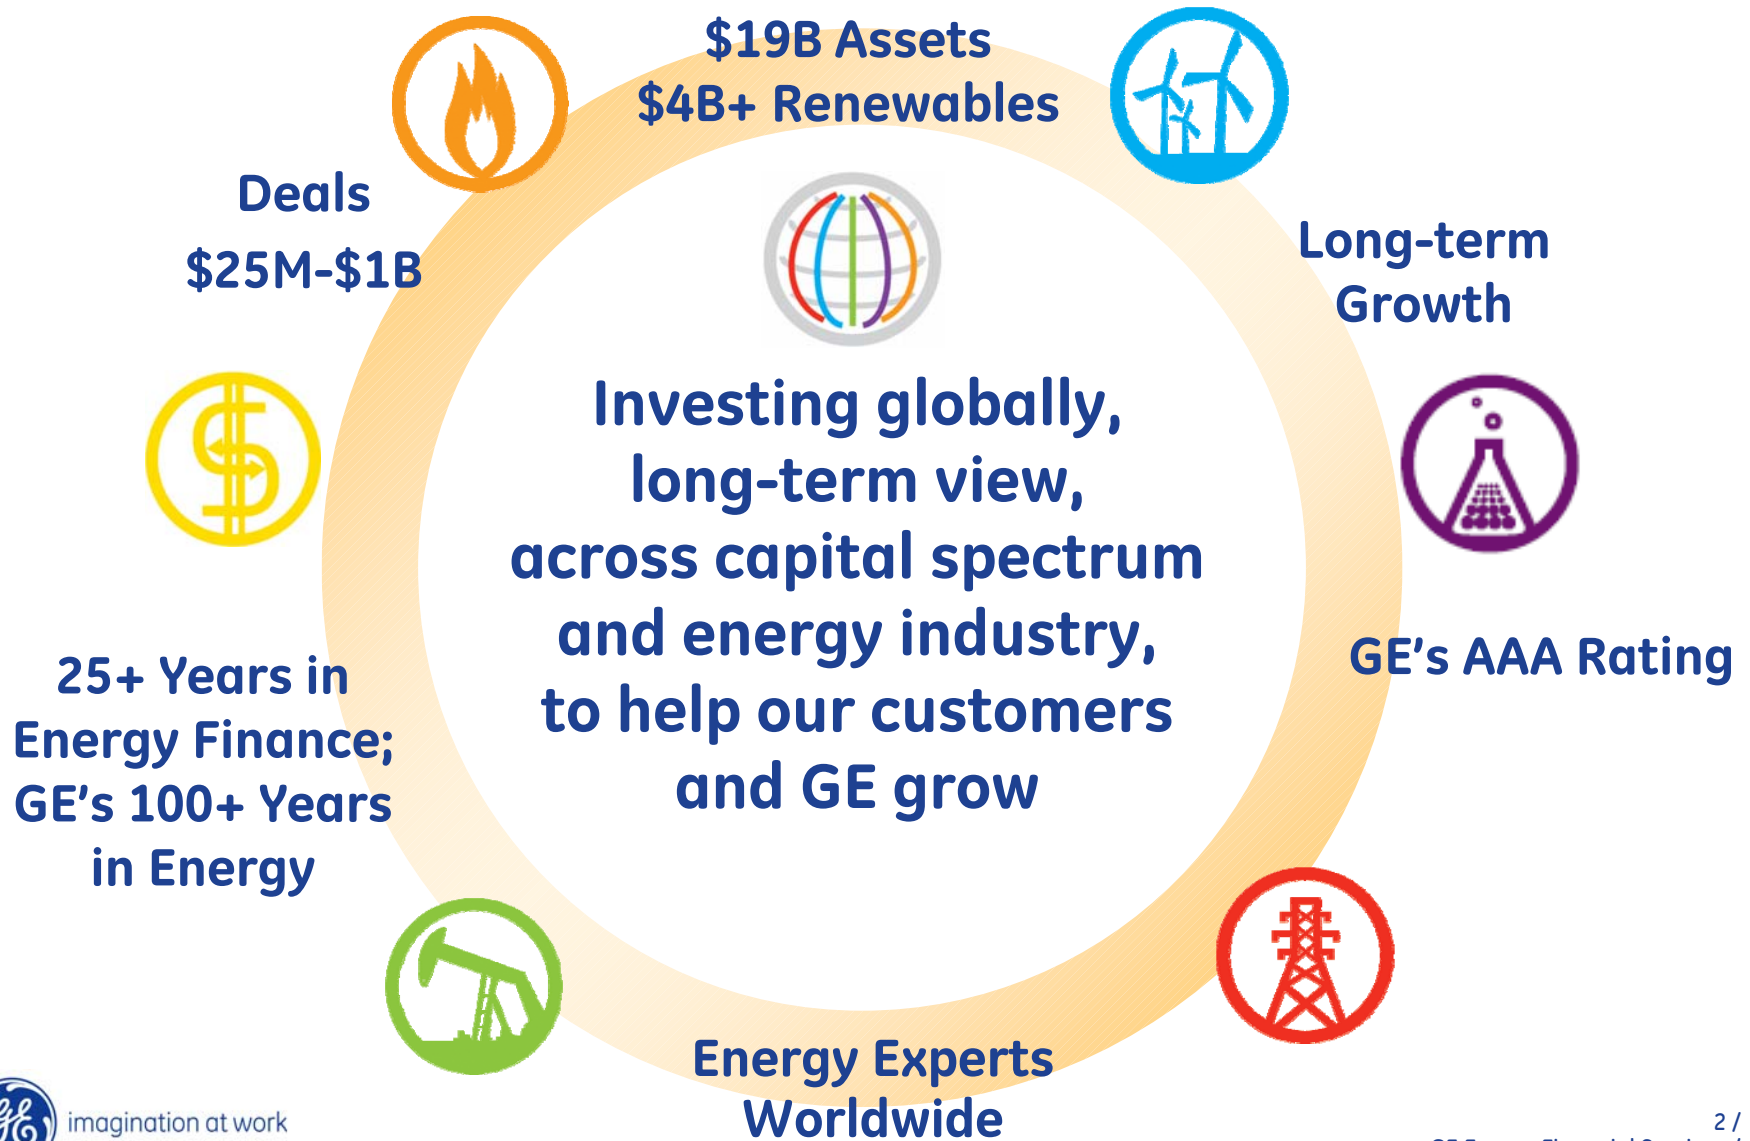 $19B Assets
$4B+ Renewables
Deals
$25M-$1B
Long-term
Growth
Investing globally,
long-term view,
across capital spectrum
and energy industry,
to help our customers
and GE grow
GE’s AAA Rating
25+ Years in
Energy Finance;
GE’s 100+ Years
in Energy
Energy Experts
Worldwide
imagination at work
2 /